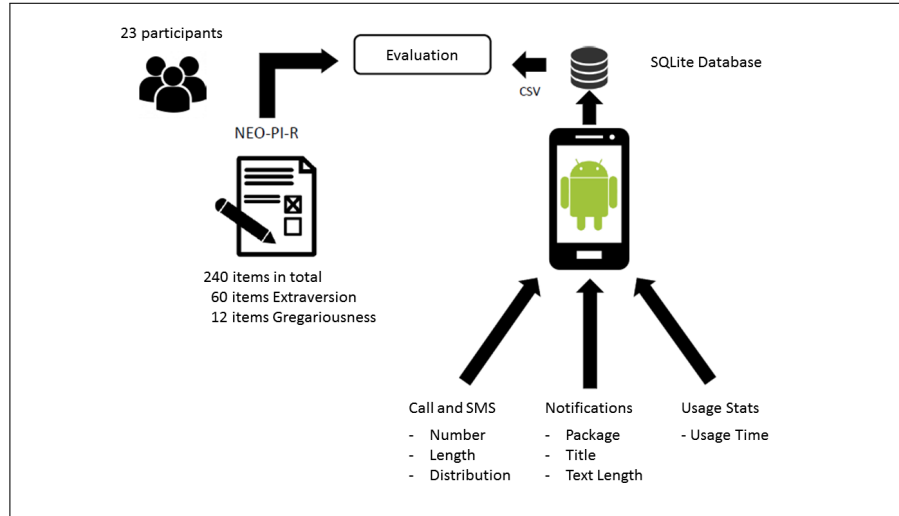 23 participants
Evaluation
SQLite Database
CSV
NEO-PI-R
240 items in total
60 items Extraversion
12 items Gregariousness
Call and SMS
- Number
- Length
- Distribution
Notifications
- Package
- Title
- Text Length
Usage Stats
- Usage Time